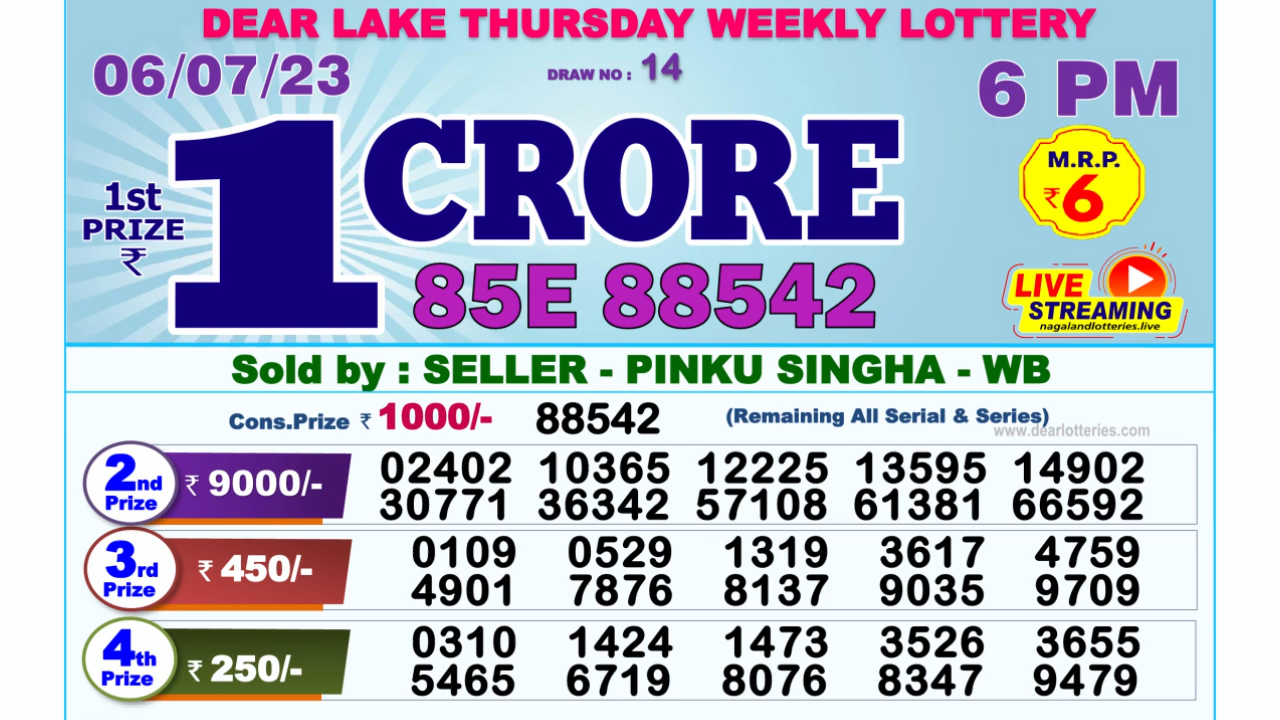 DEAR LAKE THURSDAY WEEKLY LOTTERY
06/07/23
DRAW NO : 14
6 PM
1st
PRIZE
₹
1 CRORE
85E 88542
M.R.P.
₹6
LIVE
STREAMING
nagalandlotteries.live
Sold by : SELLER - PINKU SINGHA - WB
Cons.Prize ₹ 1000/- 88542 (Remaining All Serial & Series)
www.dearlotteries.com
2nd
Prize
₹ 9000/-
02402 10365 12225 13595 14902
30771 36342 57108 61381 66592
3rd
Prize
₹ 450/-
0109 0529 1319 3617 4759
4901 7876 8137 9035 9709
4th
Prize
₹ 250/-
0310 1424 1473 3526 3655
5465 6719 8076 8347 9479